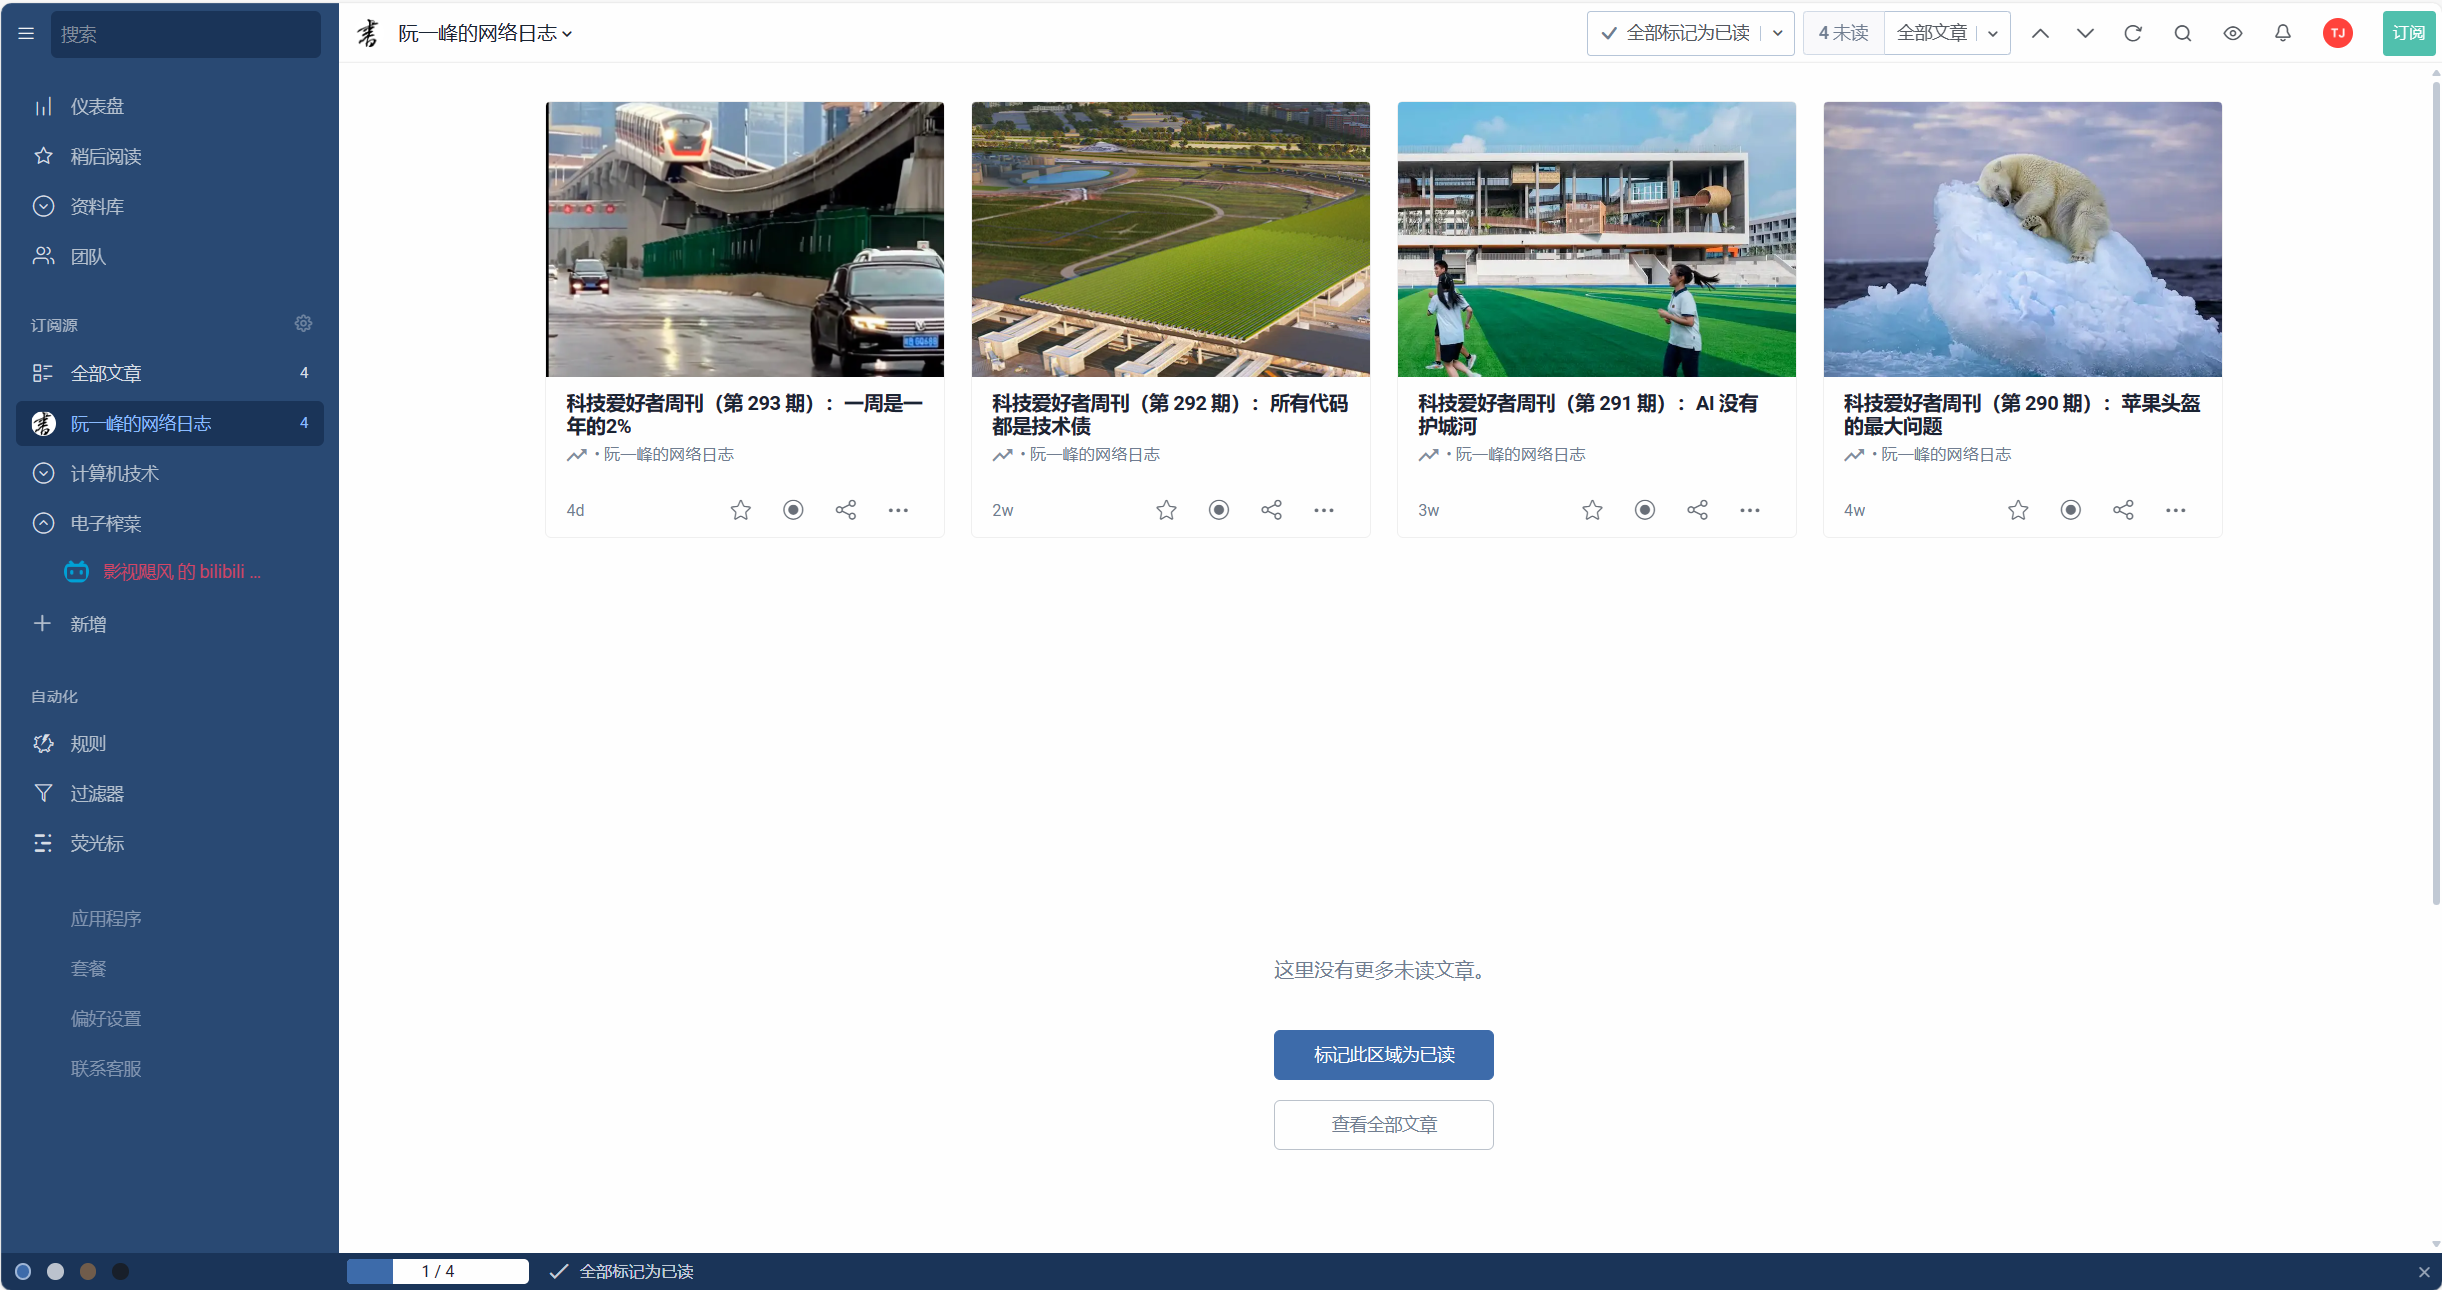 搜索
仪表盘
稍后阅读
资料库
团队
订阅源
全部文章 4
阮一峰的网络日志 4
计算机技术
电子榨菜
影视飓风 的 bilibili ...
新增
自动化
规则
过滤器
荧光标
应用程序
套餐
偏好设置
联系客服
阮一峰的网络日志
全部标记为已读
4 未读
全部文章
TJ
订阅
科技爱好者周刊（第 293 期）：一周是一
年的2%
• 阮一峰的网络日志
4d
科技爱好者周刊（第 292 期）：所有代码
都是技术债
• 阮一峰的网络日志
2w
科技爱好者周刊（第 291 期）：AI 没有
护城河
• 阮一峰的网络日志
3w
科技爱好者周刊（第 290 期）：苹果头盔
的最大问题
• 阮一峰的网络日志
4w
这里没有更多未读文章。
标记此区域为已读
查看全部文章
1 / 4
全部标记为已读